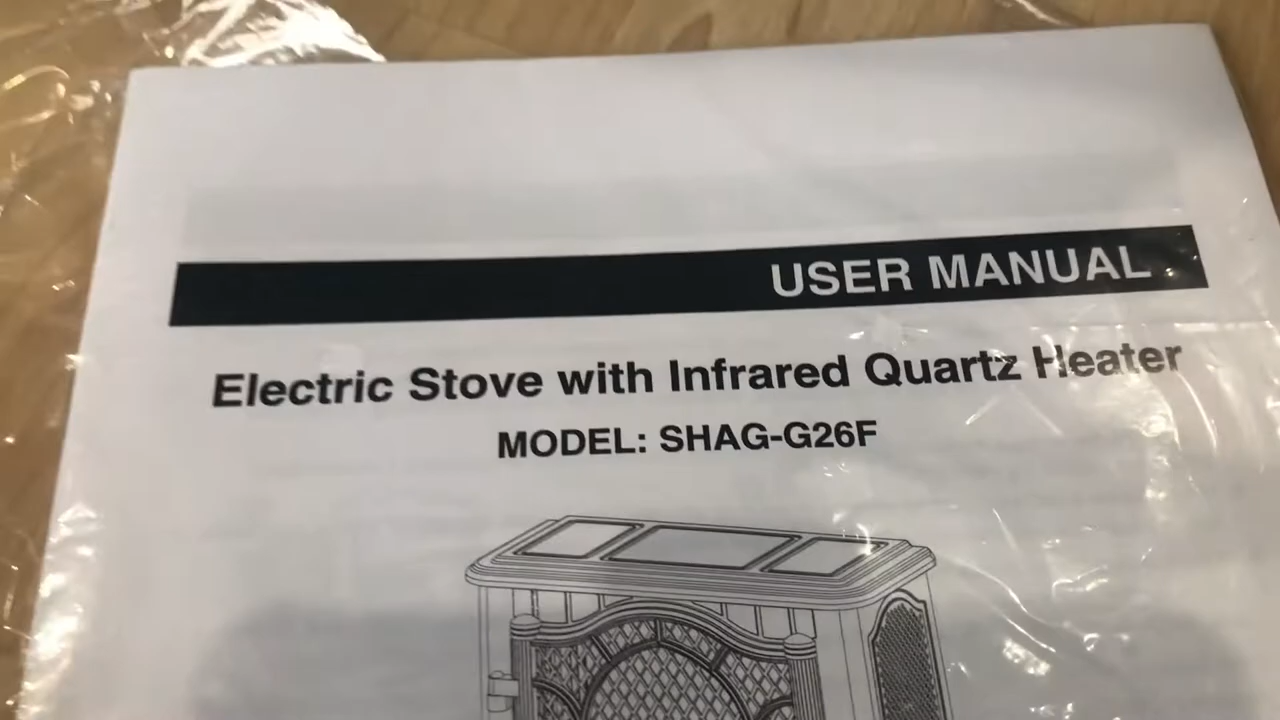 USER MANUAL
Electric Stove with Infrared Quartz Heater
MODEL: SHAG-G26F